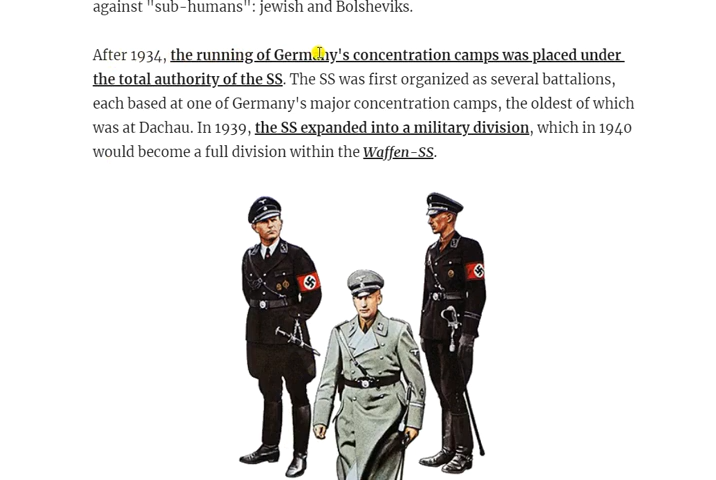 against "sub-humans": jewish and Bolsheviks.
After 1934, the running of Germany's concentration camps was placed under
the total authority of the SS. The SS was first organized as several battalions,
each based at one of Germany's major concentration camps, the oldest of which
was at Dachau. In 1939, the SS expanded into a military division, which in 1940
would become a full division within the Waffen-SS.